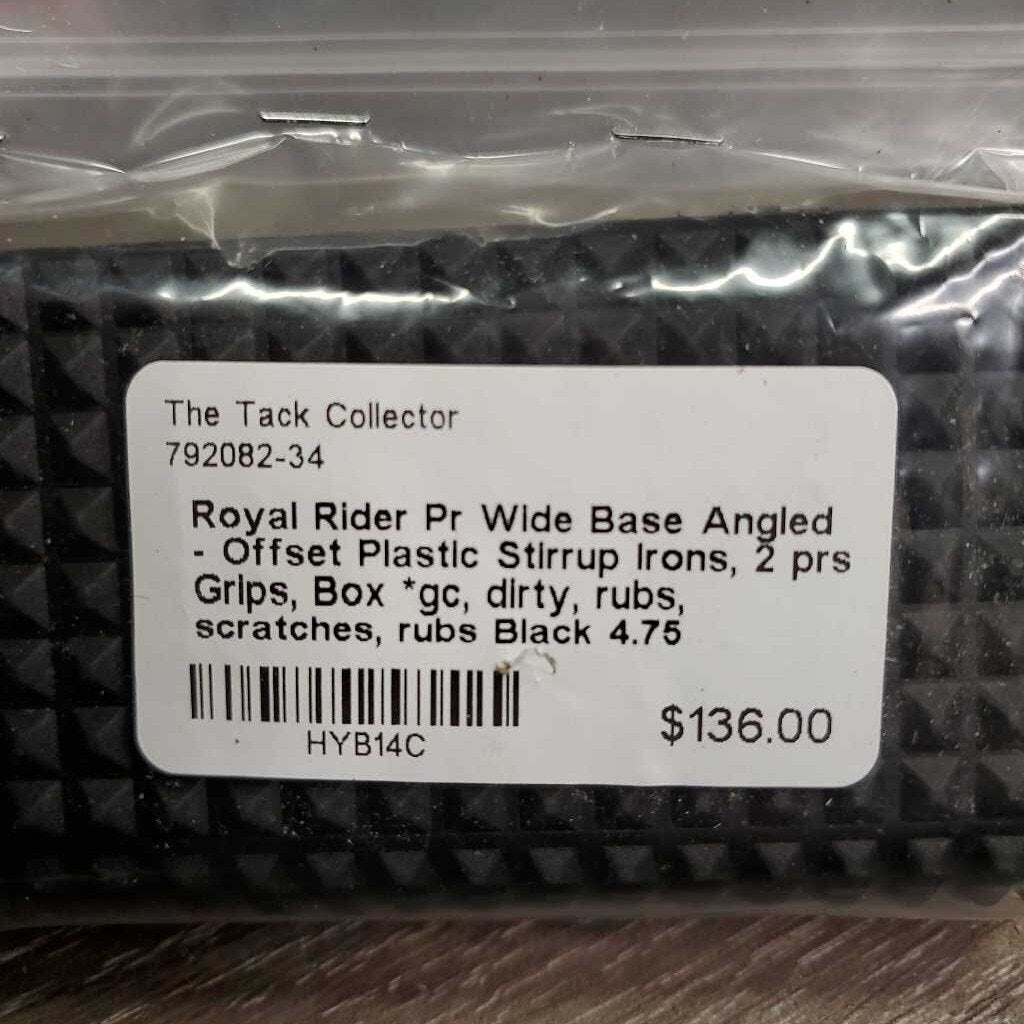 The Tack Collector
792082-34
Royal Rider Pr Wide Base Angled
- Offset Plastic Stirrup Irons, 2 prs
Grips, Box *gc, dirty, rubs,
scratches, rubs Black 4.75
HYB14C
$136.00